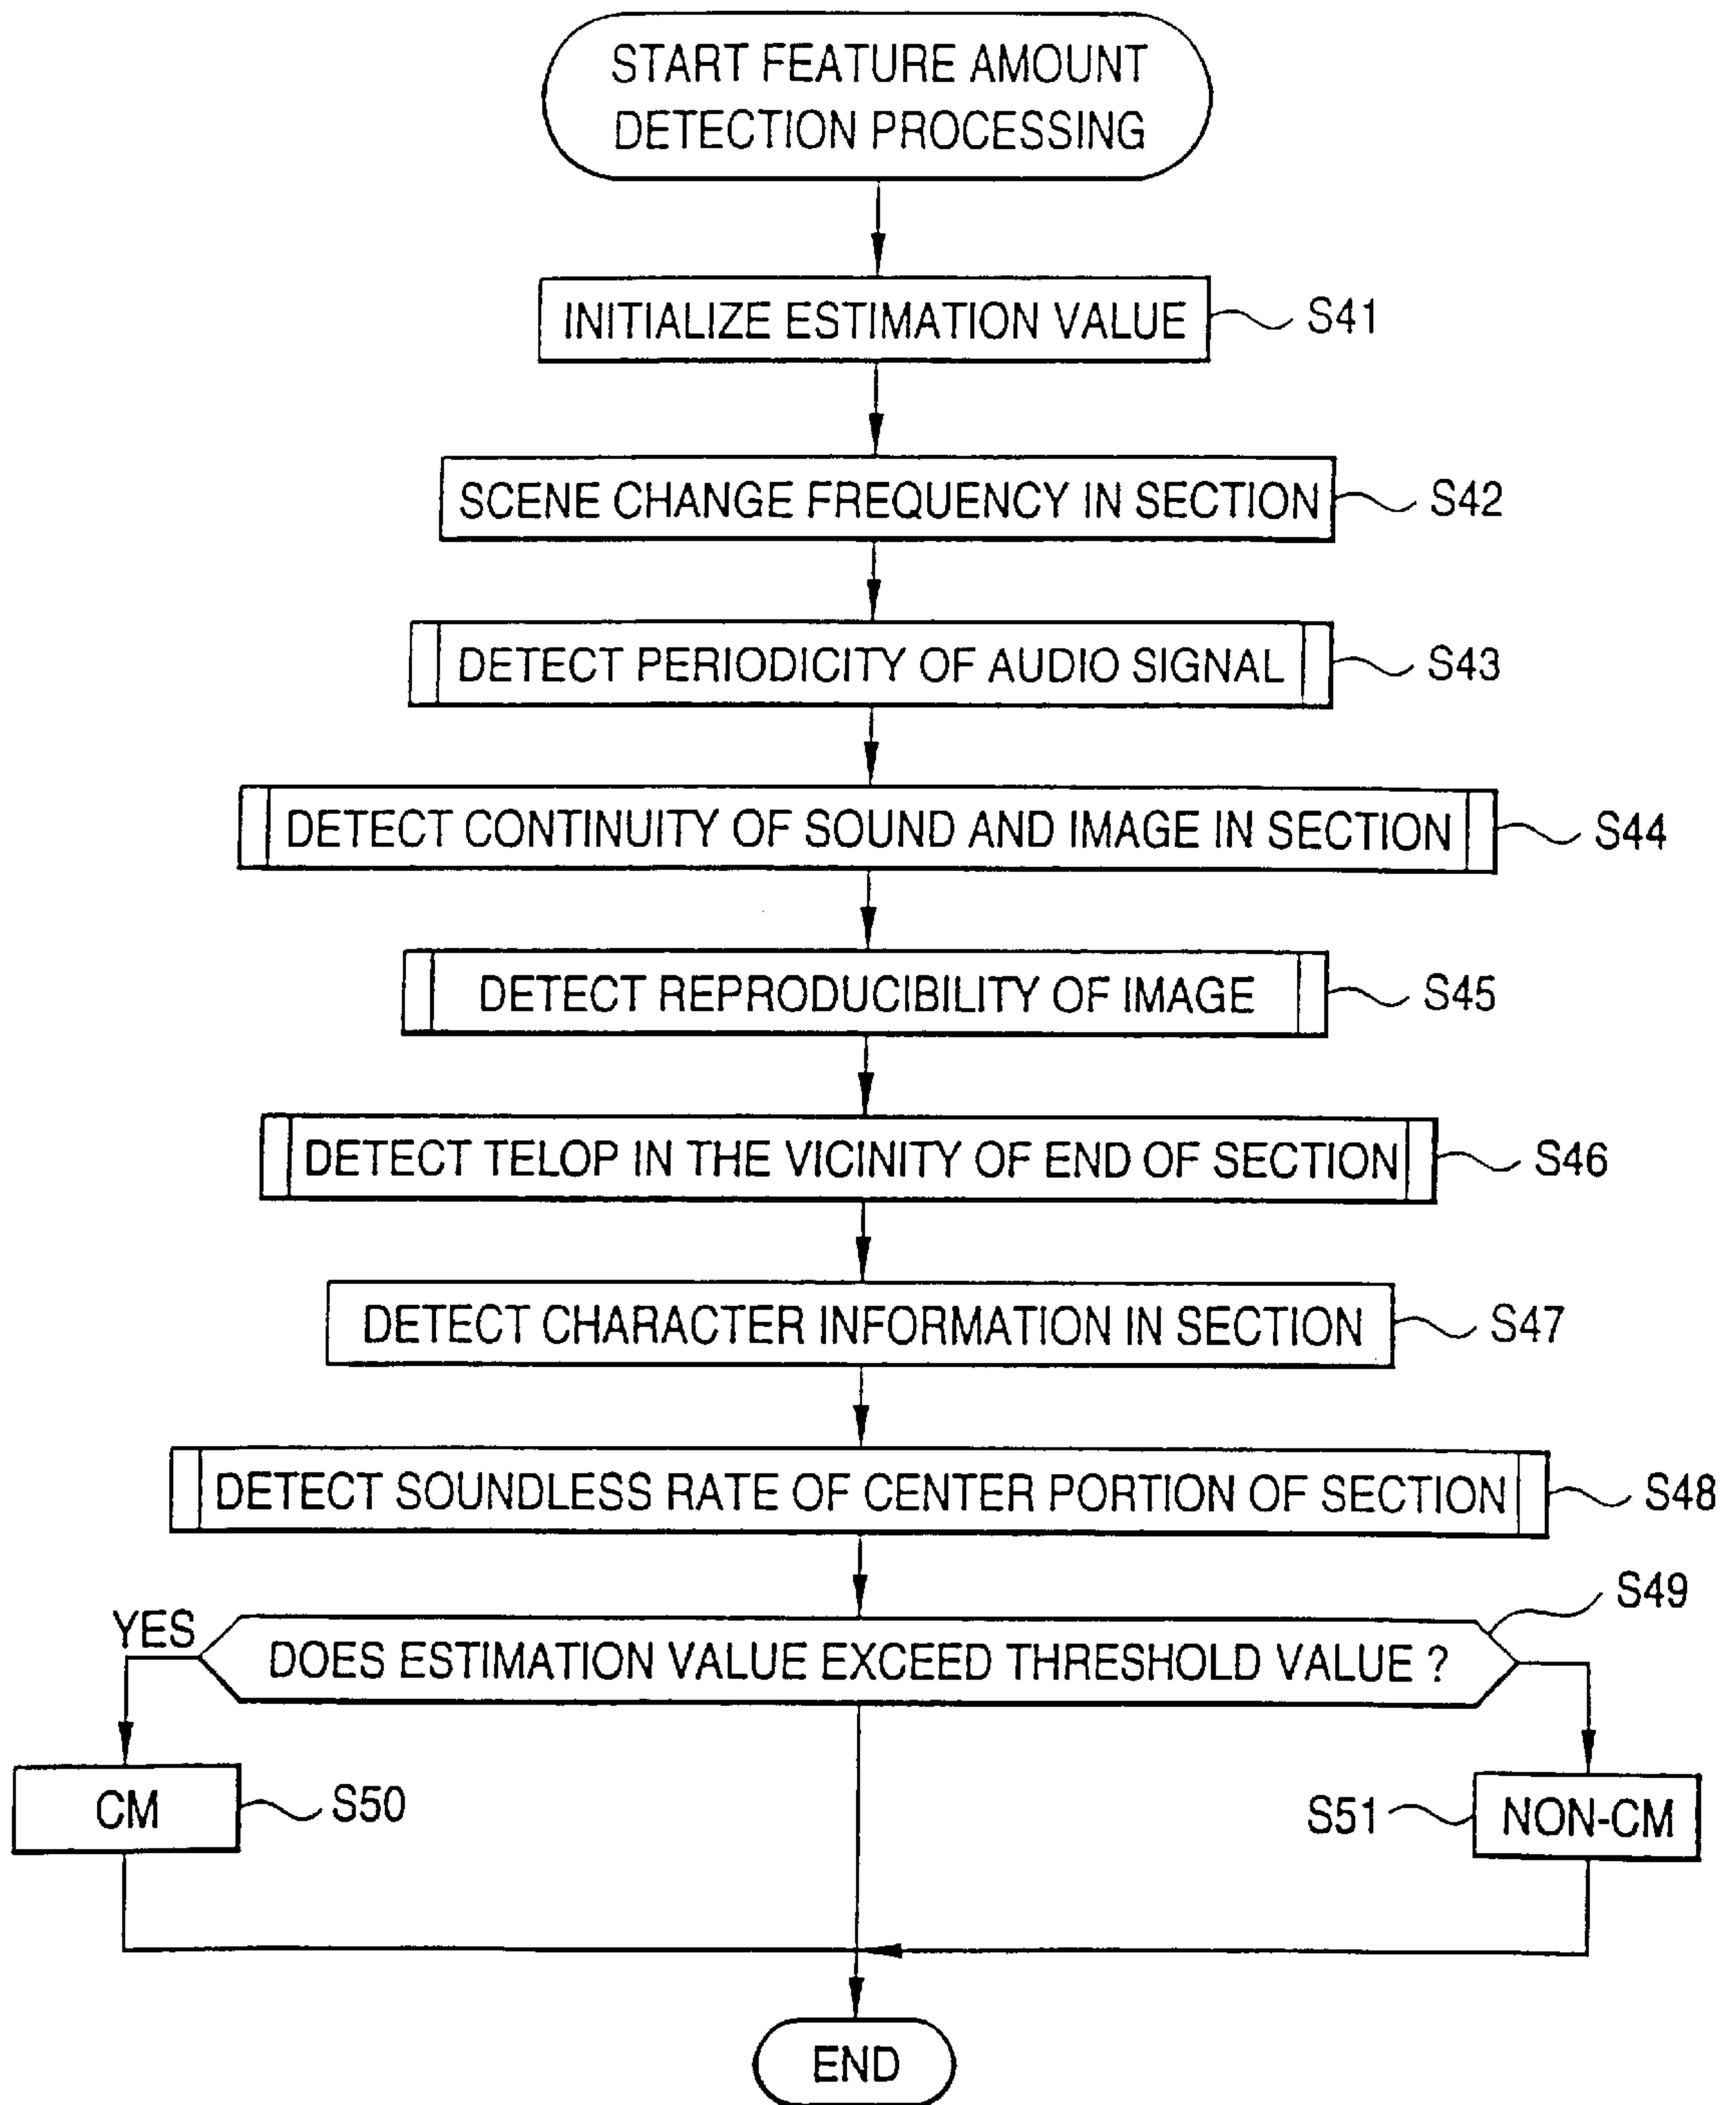 START FEATURE AMOUNT
DETECTION PROCESSING
INITIALIZE ESTIMATION VALUE
S41
SCENE CHANGE FREQUENCY IN SECTION
S42
DETECT PERIODICITY OF AUDIO SIGNAL
S43
DETECT CONTINUITY OF SOUND AND IMAGE IN SECTION
S44
DETECT REPRODUCIBILITY OF IMAGE
S45
DETECT TELOP IN THE VICINITY OF END OF SECTION
S46
DETECT CHARACTER INFORMATION IN SECTION
S47
DETECT SOUNDLESS RATE OF CENTER PORTION OF SECTION
S48
S49
YES
DOES ESTIMATION VALUE EXCEED THRESHOLD VALUE ?
CM
S50
S51
NON-CM
END